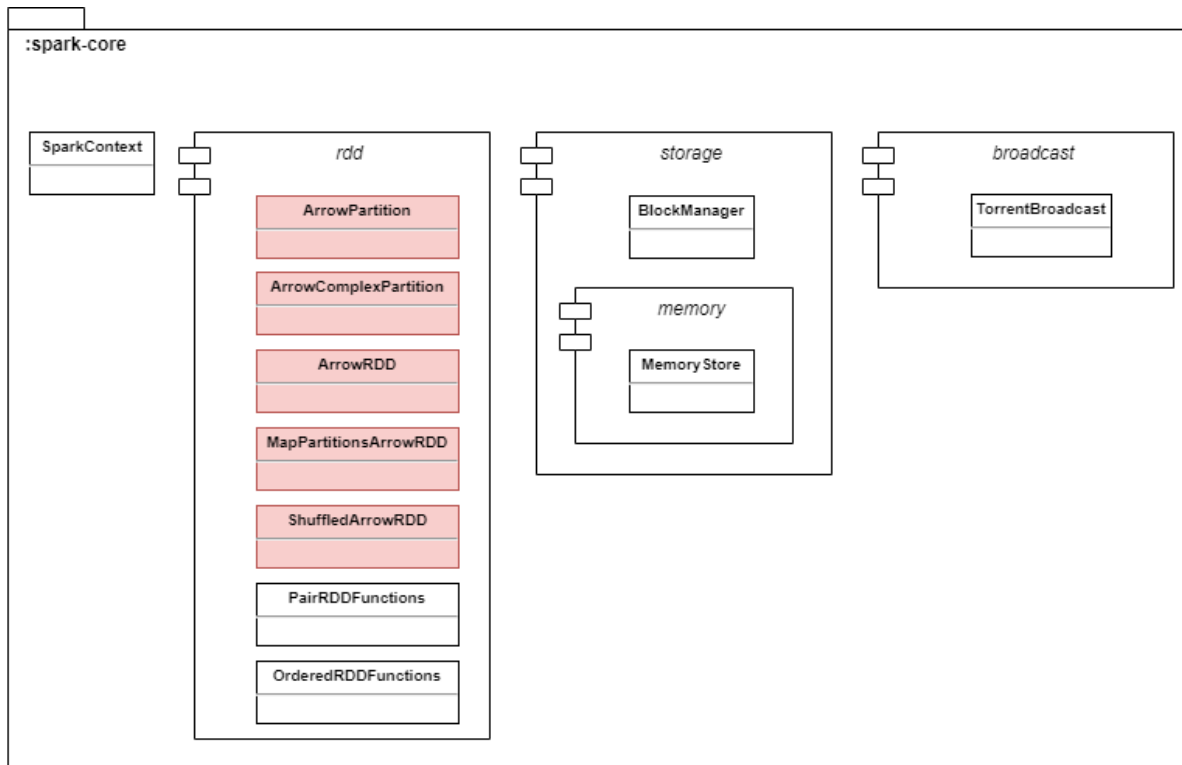 :spark-core
SparkContext
rdd
ArrowPartition
ArrowComplexPartition
ArrowRDD
MapPartitionsArrowRDD
ShuffledArrowRDD
PairRDDFunctions
OrderedRDDFunctions
storage
BlockManager
memory
MemoryStore
broadcast
TorrentBroadcast